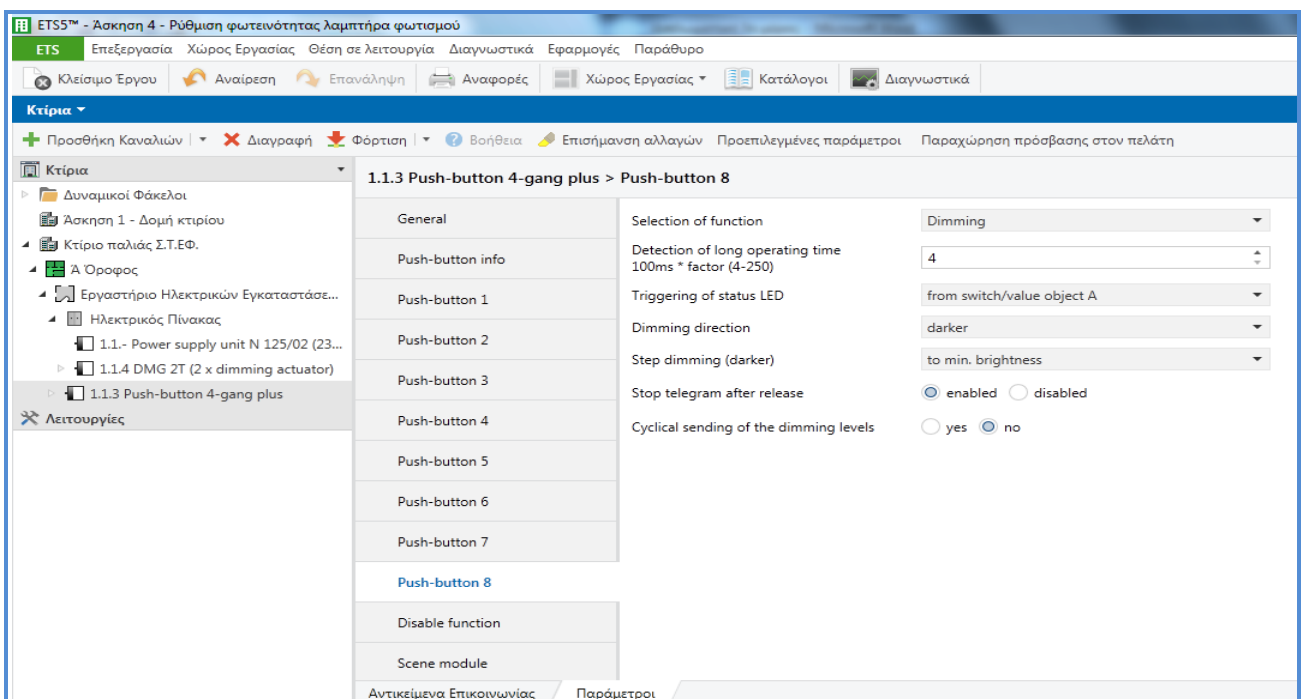 ETS5™ - Άσκηση 4 - Ρύθμιση φωτεινότητας λαμπτήρα φωτισμού
ETS Επεξεργασία Χώρος Εργασίας Θέση σε λειτουργία Διαγνωστικά Εφαρμογές Παράθυρο
Κλείσιμο Έργου Αναίρεση Επανάληψη Αναφορές Χώρος Εργασίας Κατάλογοι Διαγνωστικά
Κτίρια
Προσθήκη Καναλιών Διαγραφή Φόρτιση Βοήθεια Επισήμανση αλλαγών Προεπιλεγμένες παράμετροι Παραχώρηση πρόσβασης στον πελάτη
Κτίρια
Δυναμικοί Φάκελοι
Άσκηση 1 - Δομή κτιρίου
Κτίριο παλιάς Σ.Τ.ΕΦ.
Ά Όροφος
Εργαστήριο Ηλεκτρικών Εγκαταστάσε...
Ηλεκτρικός Πίνακας
1.1.- Power supply unit N 125/02 (23...
1.1.4 DMG 2T (2 x dimming actuator)
1.1.3 Push-button 4-gang plus
Λειτουργίες
1.1.3 Push-button 4-gang plus > Push-button 8
General
Push-button info
Push-button 1
Push-button 2
Push-button 3
Push-button 4
Push-button 5
Push-button 6
Push-button 7
Push-button 8
Disable function
Scene module
Selection of function Dimming
Detection of long operating time
100ms * factor (4-250) 4
Triggering of status LED from switch/value object A
Dimming direction darker
Step dimming (darker) to min. brightness
Stop telegram after release enabled disabled
Cyclical sending of the dimming levels yes no
Αντικείμενα Επικοινωνίας Παράμετροι